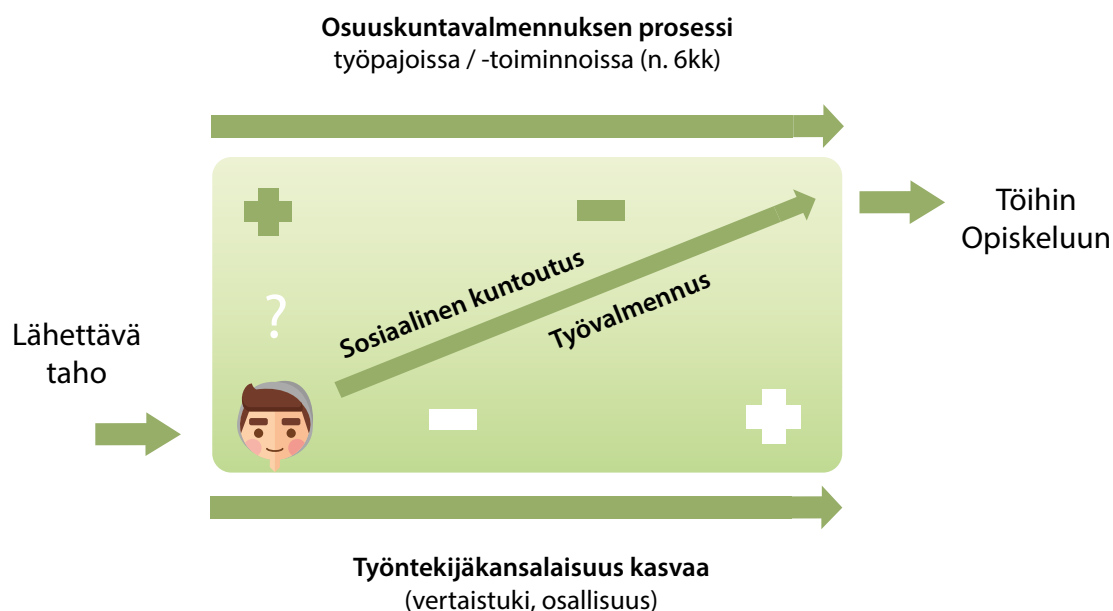 Osuuskuntavalmennuksen prosessi
työpajoissa / -toiminnoissa (n. 6kk)
Töihin
Opiskeluun
Sosiaalinen kuntoutus
Työvalmennus
?
Lähettävä
taho
Työntekijäkansalaisuus kasvaa
(vertaistuki, osallisuus)